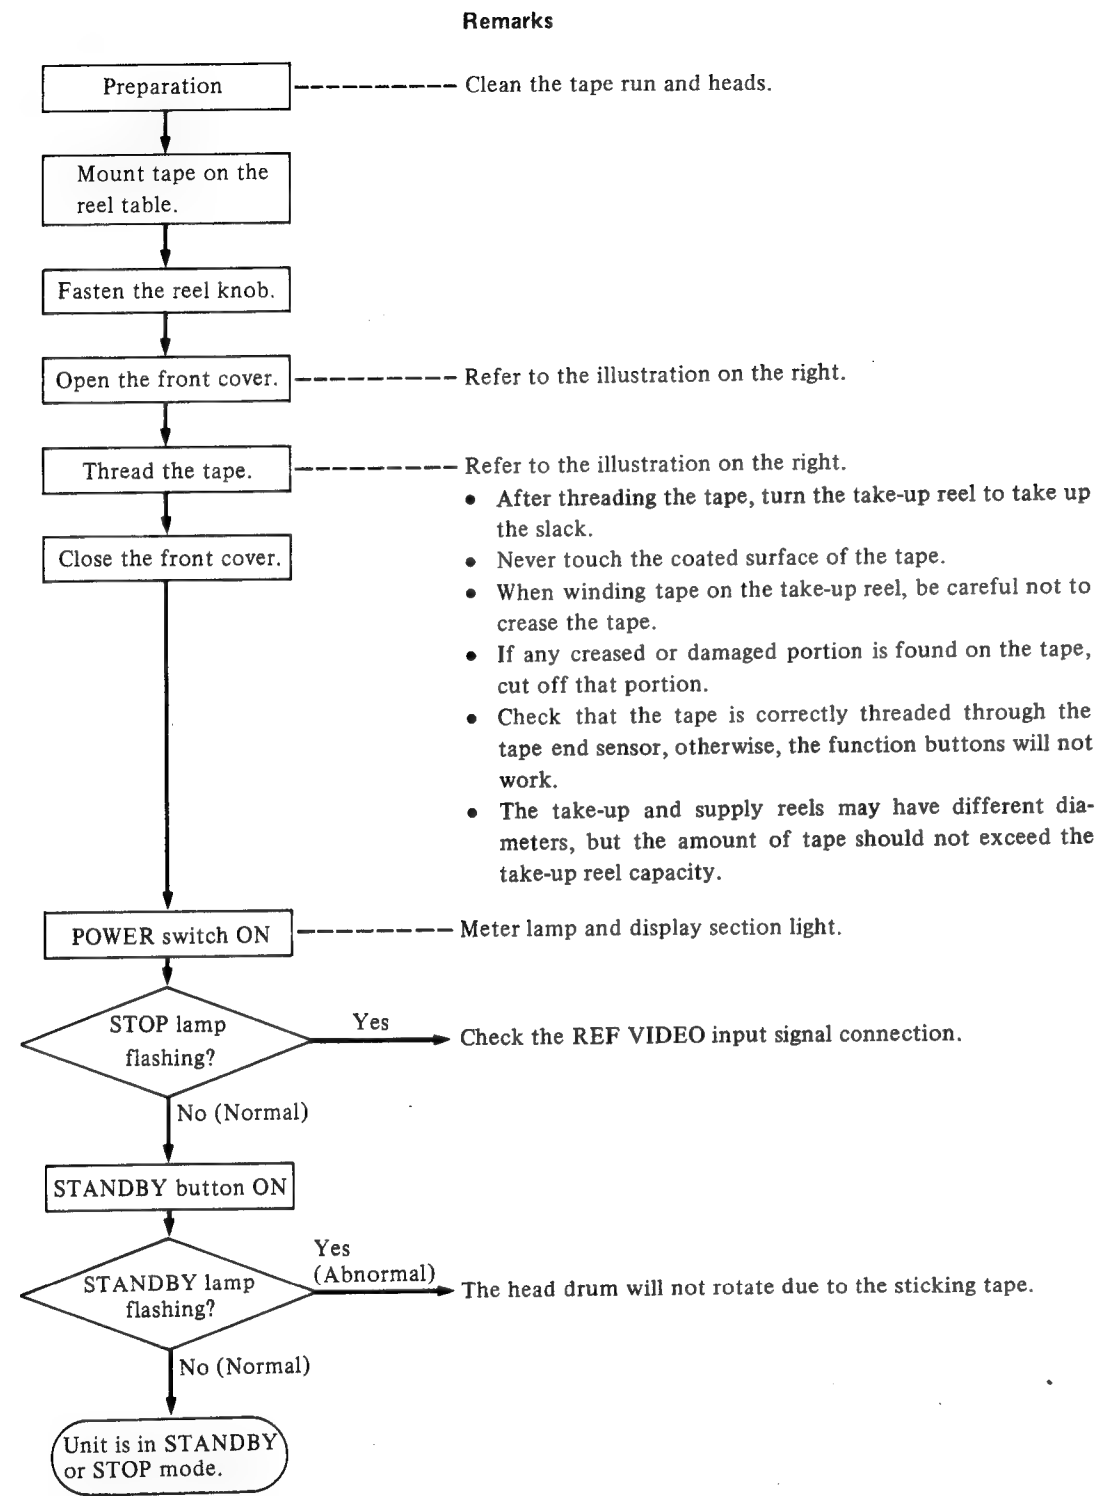 Remarks
Preparation
Clean the tape run and heads.
Mount tape on the
reel table.
Fasten the reel knob.
Open the front cover.
Refer to the illustration on the right.
Thread the tape.
Refer to the illustration on the right.
• After threading the tape, turn the take-up reel to take up
the slack.
Close the front cover.
• Never touch the coated surface of the tape.
• When winding tape on the take-up reel, be careful not to
crease the tape.
• If any creased or damaged portion is found on the tape,
cut off that portion.
• Check that the tape is correctly threaded through the
tape end sensor, otherwise, the function buttons will not
work.
• The take-up and supply reels may have different dia-
meters, but the amount of tape should not exceed the
take-up reel capacity.
POWER switch ON
Meter lamp and display section light.
STOP lamp
flashing?
Yes
Check the REF VIDEO input signal connection.
No (Normal)
STANDBY button ON
STANDBY lamp
flashing?
Yes
(Abnormal)
The head drum will not rotate due to the sticking tape.
No (Normal)
Unit is in STANDBY
or STOP mode.